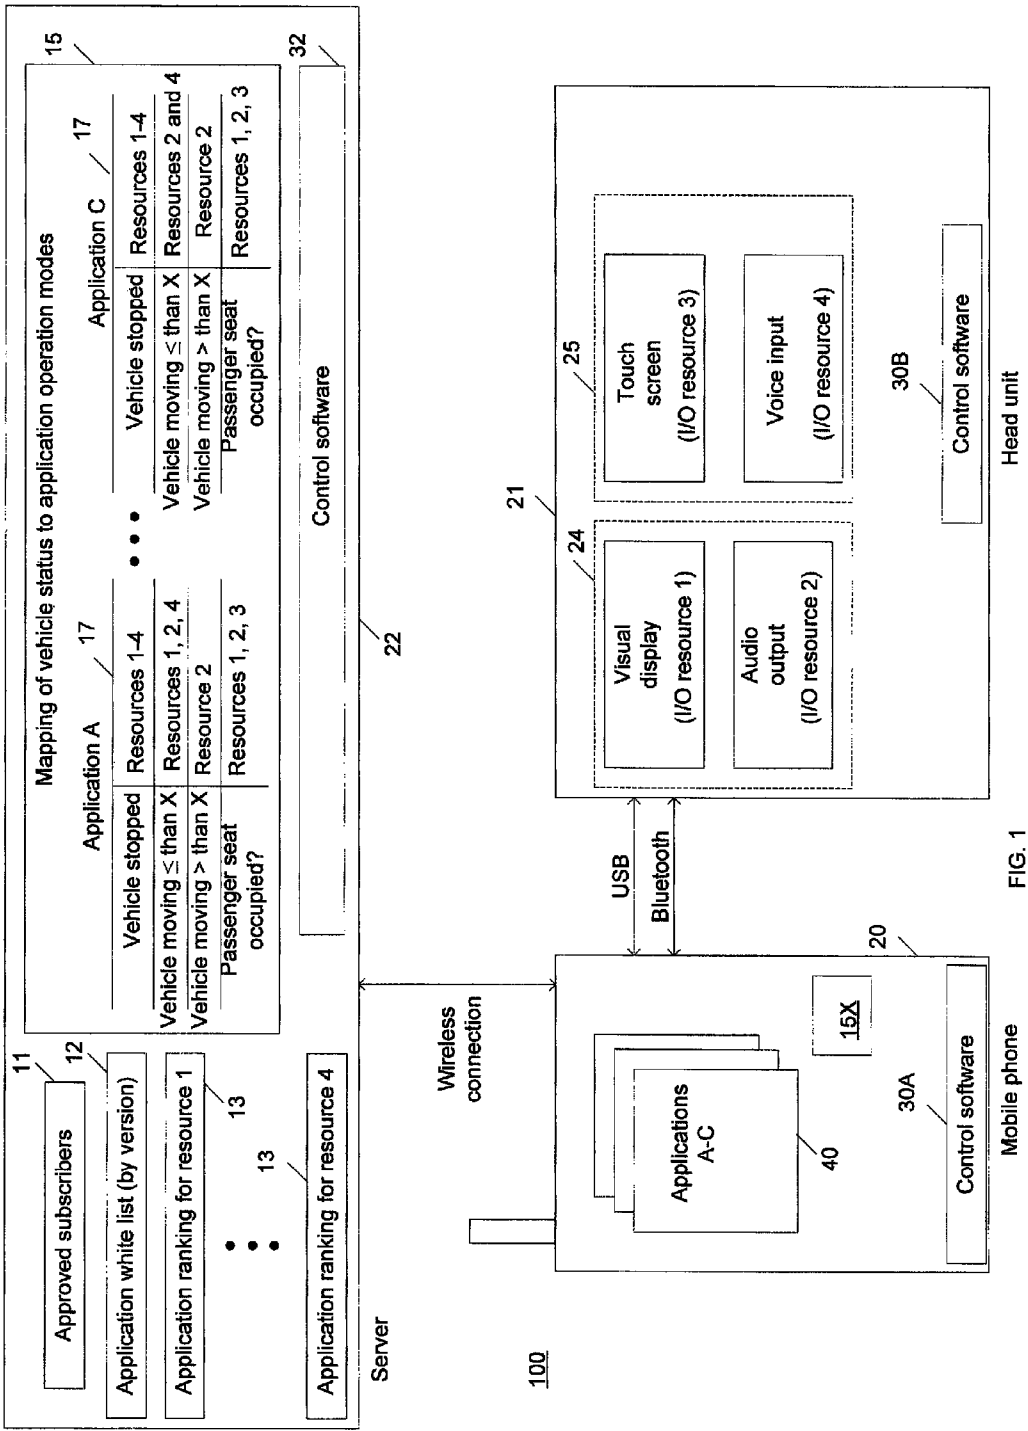 11
Approved subscribers
12
Application white list (by version)
Application ranking for resource 1
13
13
Application ranking for resource 4
Server
15
Mapping of vehicle status to application operation modes
Application A
17
Vehicle stopped
Resources 1-4
Vehicle moving ≤ than X
Resources 1, 2, 4
Vehicle moving > than X
Resource 2
Passenger seat
occupied?
Resources 1, 2, 3
Application C
17
Vehicle stopped
Resources 1-4
Vehicle moving ≤ than X
Resources 2 and 4
Vehicle moving > than X
Resource 2
Passenger seat
occupied?
Resources 1, 2, 3
32
Control software
22
Wireless
connection
100
Applications
A-C
40
15X
20
30A
Control software
Mobile phone
USB
Bluetooth
21
24
Visual
display
(I/O resource 1)
Audio
output
(I/O resource 2)
25
Touch
screen
(I/O resource 3)
Voice input
(I/O resource 4)
30B
Control software
Head unit
FIG. 1